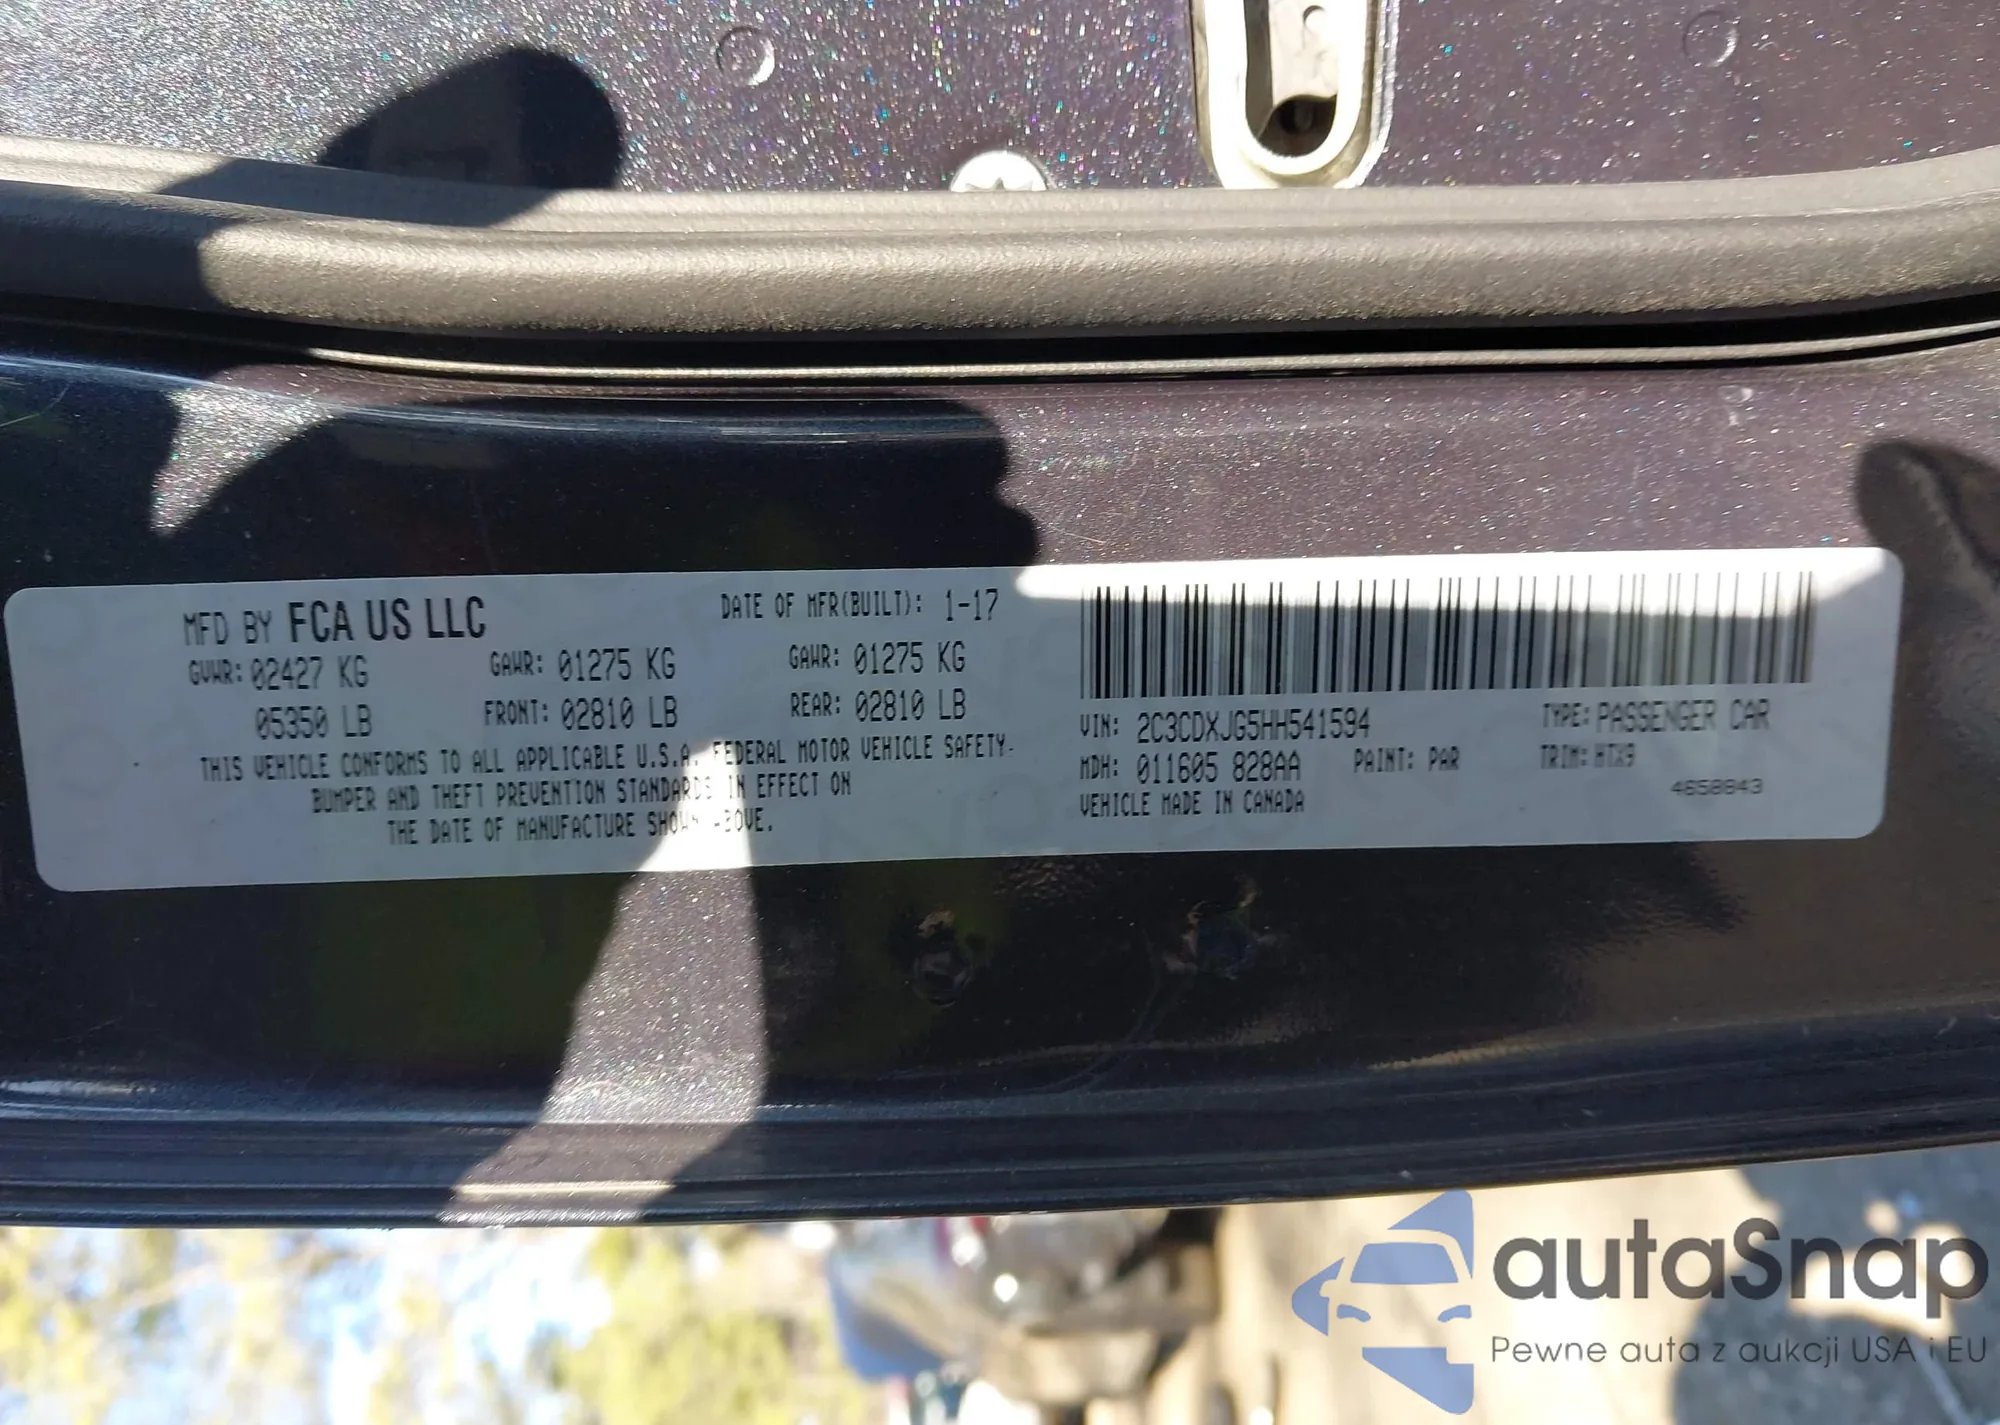 MFD BY FCA US LLC DATE OF MFR(BUILT): 1-17
GVWR: 02427 KG GAWR: 01275 KG GAWR: 01275 KG
05350 LB FRONT: 02810 LB REAR: 02810 LB
THIS VEHICLE CONFORMS TO ALL APPLICABLE U.S.A. FEDERAL MOTOR VEHICLE SAFETY-
BUMPER AND THEFT PREVENTION STANDARDS IN EFFECT ON
THE DATE OF MANUFACTURE SHOWN ABOVE.
VIN: 2C3CDXJG5HH541594 TYPE: PASSENGER CAR
MDH: 011605 828AA PAINT: PAR TRIM: HTX9
VEHICLE MADE IN CANADA 4658843
autaSnap
Pewne auta z aukcji USA i EU